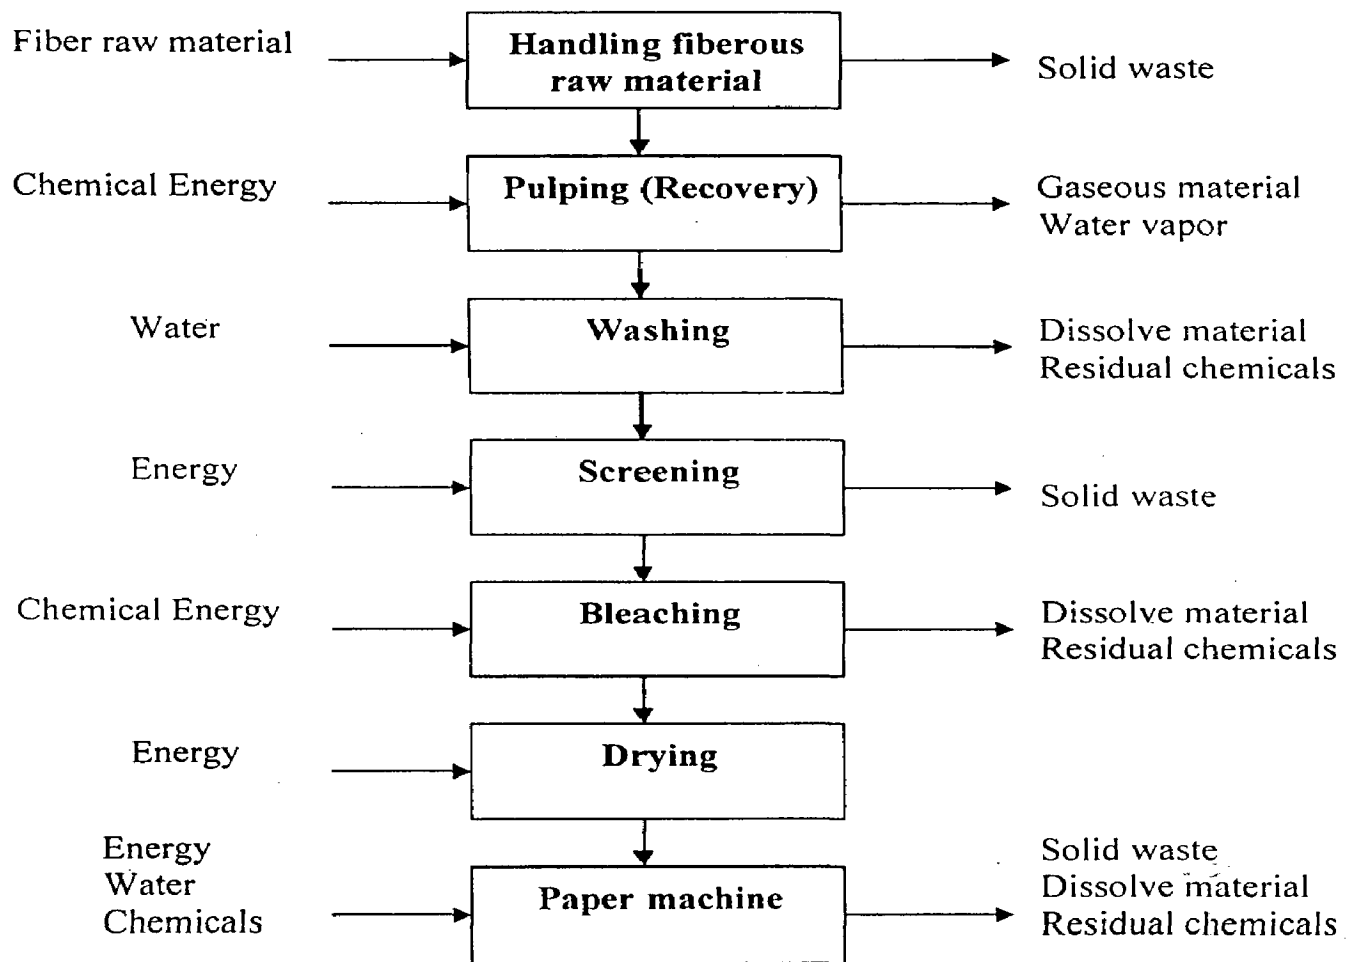 Fiber raw material
Handling fiberous
raw material
Solid waste
Chemical Energy
Pulping (Recovery)
Gaseous material
Water vapor
Water
Washing
Dissolve material
Residual chemicals
Energy
Screening
Solid waste
Chemical Energy
Bleaching
Dissolve material
Residual chemicals
Energy
Drying
Energy
Water
Chemicals
Paper machine
Solid waste
Dissolve material
Residual chemicals